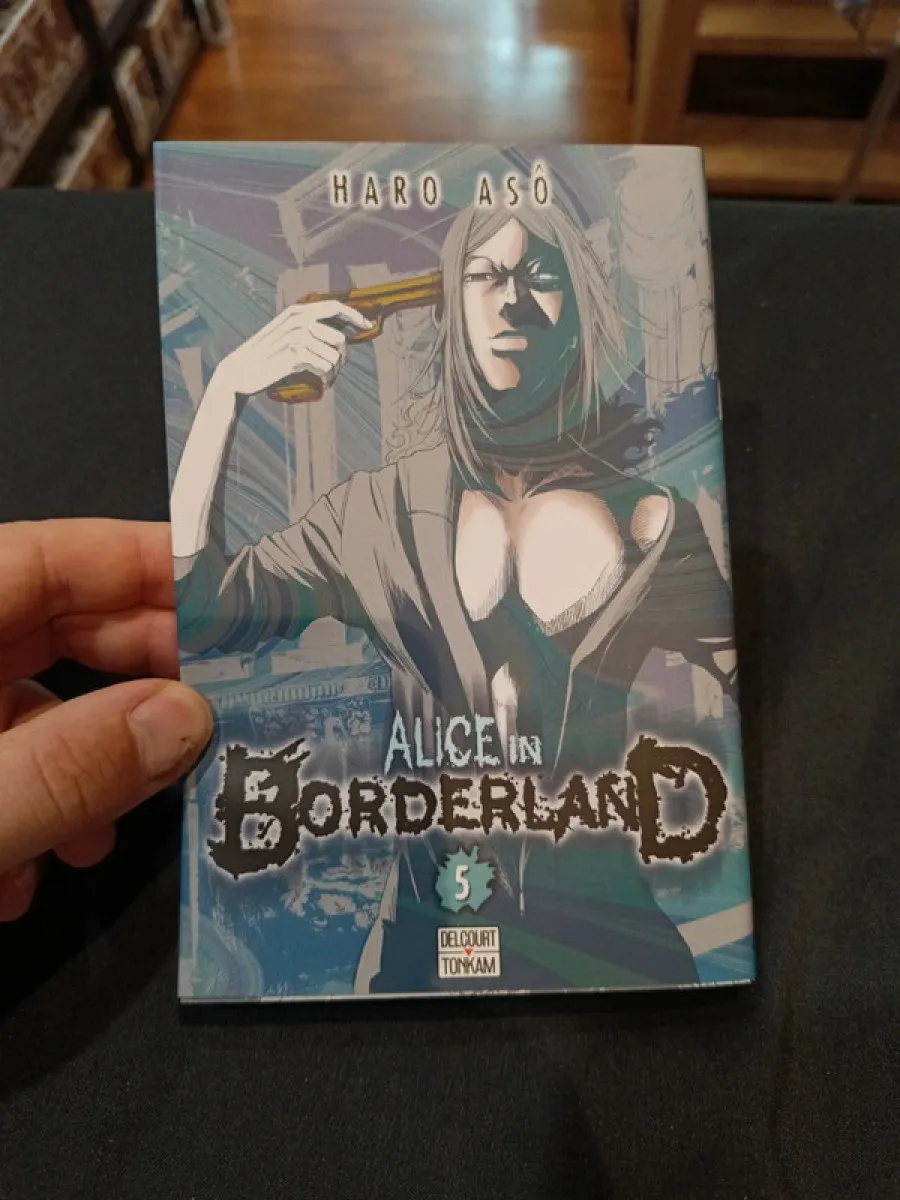 HARO ASÔ
ALICE IN
BORDERLAND
5
DELCOURT
TONKAM